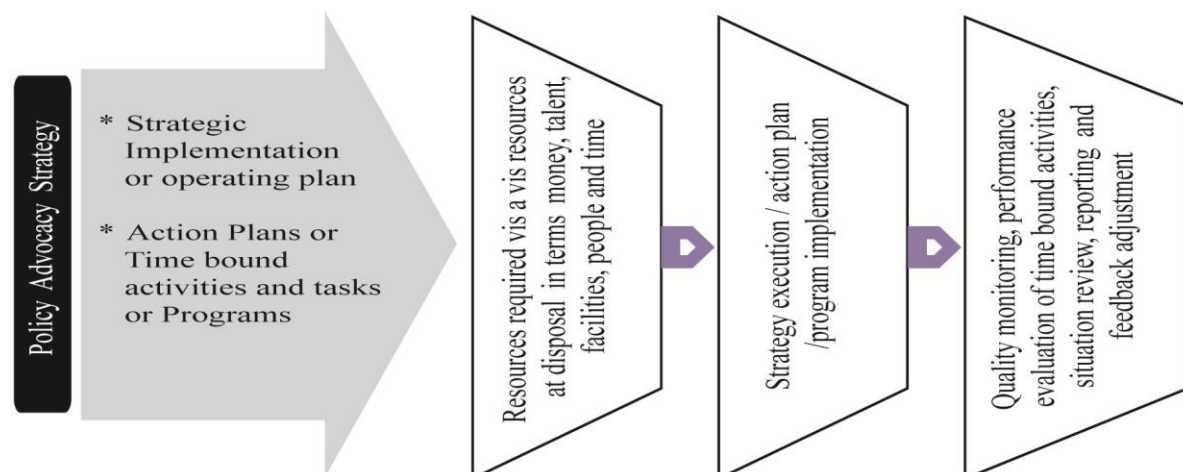 Policy Advocacy Strategy
* Strategic
Implementation
or operating plan
* Action Plans or
Time bound
activities and tasks
or Programs
Resources required vis a vis resources
at disposal in terms money, talent,
facilities, people and time
Strategy execution / action plan
/program implementation
Quality monitoring, performance
evaluation of time bound activities,
situation review, reporting and
feedback adjustment